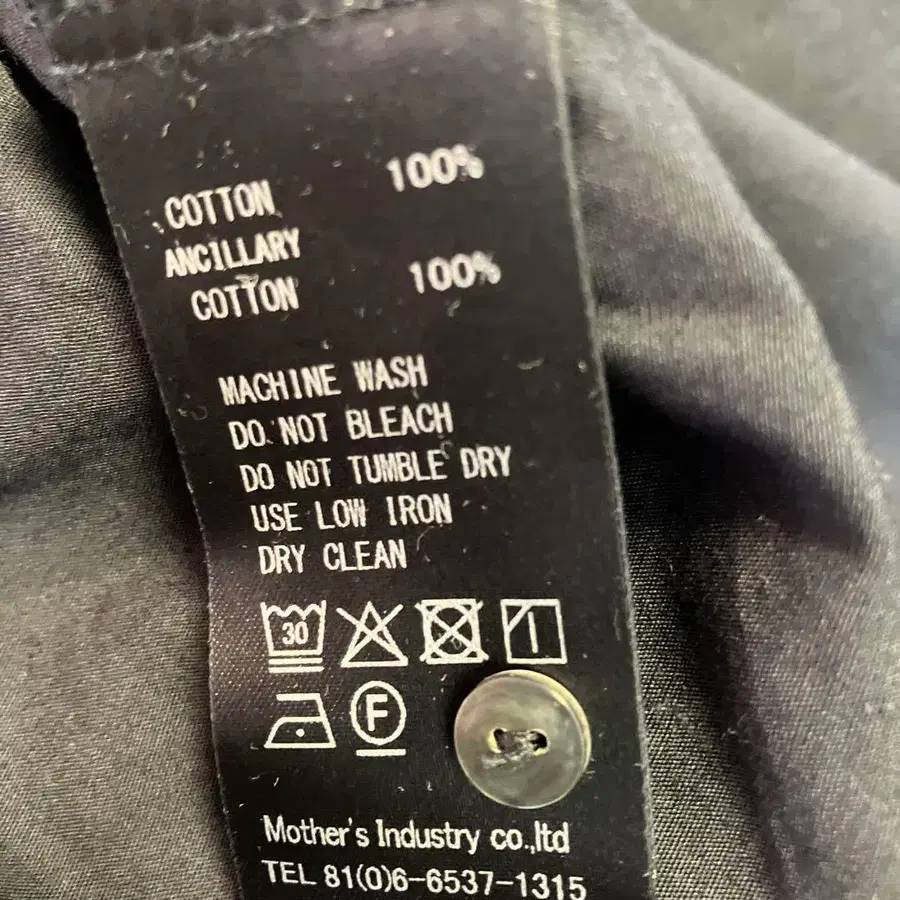 COTTON 100%
ANCILLARY
COTTON 100%
MACHINE WASH
DO NOT BLEACH
DO NOT TUMBLE DRY
USE LOW IRON
DRY CLEAN
30
F
Mother's Industry co.,ltd
TEL 81(0)6-6537-1315